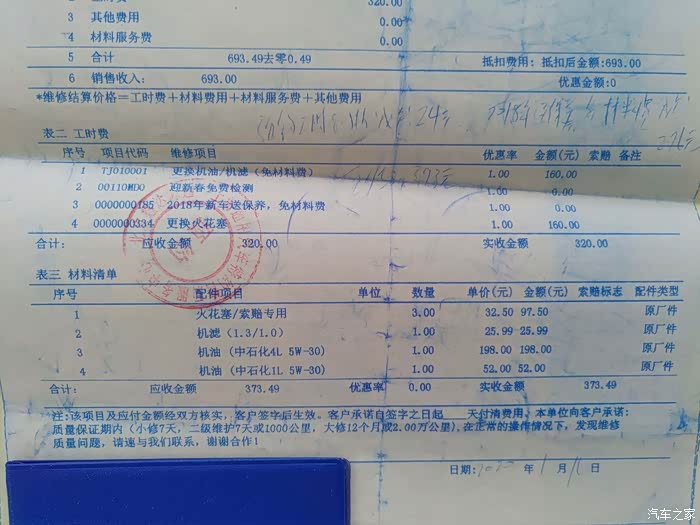 2 320.00
3 其他费用 0.00
4 材料服务费 0.00
5 合计 693.49去零0.49 抵扣费用: 抵扣后金额:693.00
6 销售收入: 693.00 优惠金额:0
*维修结算价格＝工时费＋材料费用＋材料服务费＋其他费用
表二 工时费
序号 项目代码 维修项目 优惠率 金额(元) 索赔 备注
1 TJ010001 更换机油/机滤（免材料费） 1.00 160.00
2 00110MD0 迎新春免费检测 1.00 0.00
3 0000000185 2018年新车送保养，免材料费 1.00 0.00
4 0000000334 更换火花塞 1.00 160.00
合计: 应收金额 320.00 实收金额 320.00
表三 材料清单
序号 配件项目 单位 数量 单价(元) 金额(元) 索赔标志 配件类型
1 火花塞/索赔专用 3.00 32.50 97.50 原厂件
2 机滤（1.3/1.0） 1.00 25.99 25.99 原厂件
3 机油（中石化4L 5W-30） 1.00 198.00 198.00 原厂件
4 机油（中石化1L 5W-30） 1.00 52.00 52.00 原厂件
合计: 应收金额 373.49 优惠率 0.00 实收金额 373.49
注:该项目及应付金额经双方核实，客户签字后生效。客户承诺自签字之日起 天付清费用。本单位向客户承诺:
质量保证期内（小修7天，二级维护7天或1000公里，大修12个月或2.00万公里),在正常的操作情况下，发现维修
质量问题，请速与我们联系，谢谢合作！
日期: 年 月 日
汽车之家